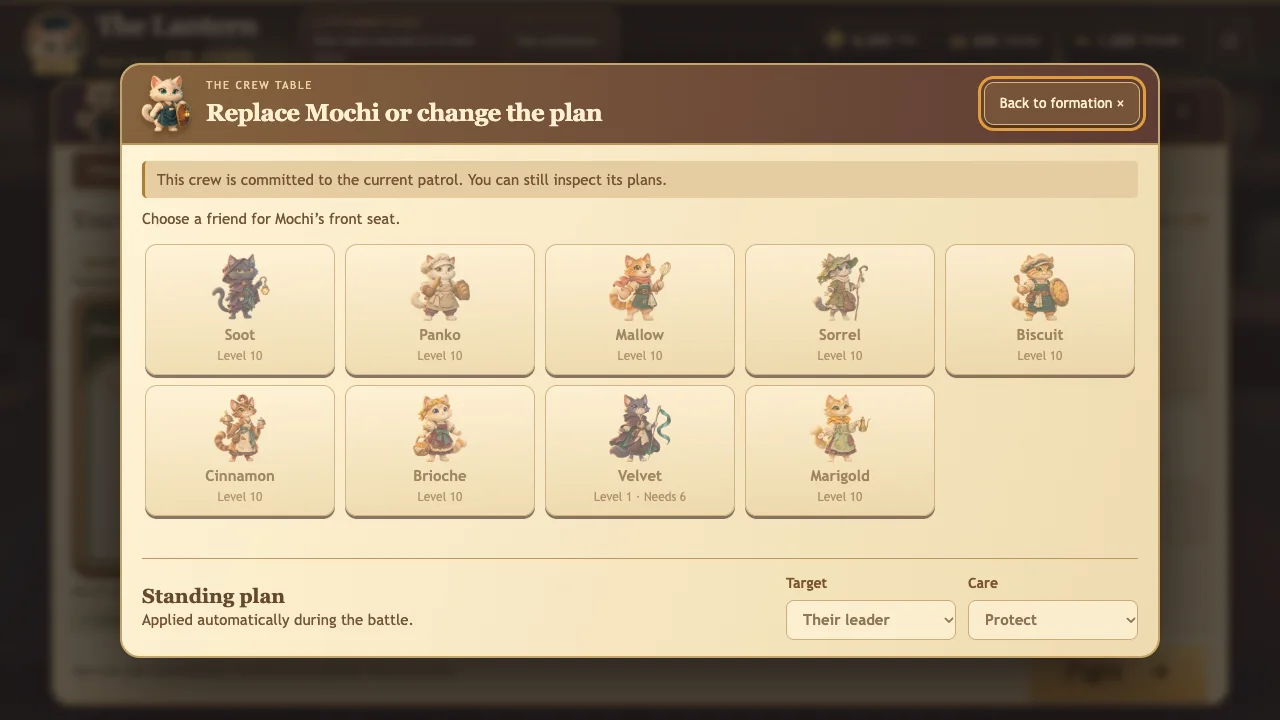 The Lantern
THE CREW TABLE
Replace Mochi or change the plan
Back to formation ×
This crew is committed to the current patrol. You can still inspect its plans.
Choose a friend for Mochi’s front seat.
Soot
Level 10
Panko
Level 10
Mallow
Level 10
Sorrel
Level 10
Biscuit
Level 10
Cinnamon
Level 10
Brioche
Level 10
Velvet
Level 1 · Needs 6
Marigold
Level 10
Standing plan
Applied automatically during the battle.
Target
Their leader
Care
Protect